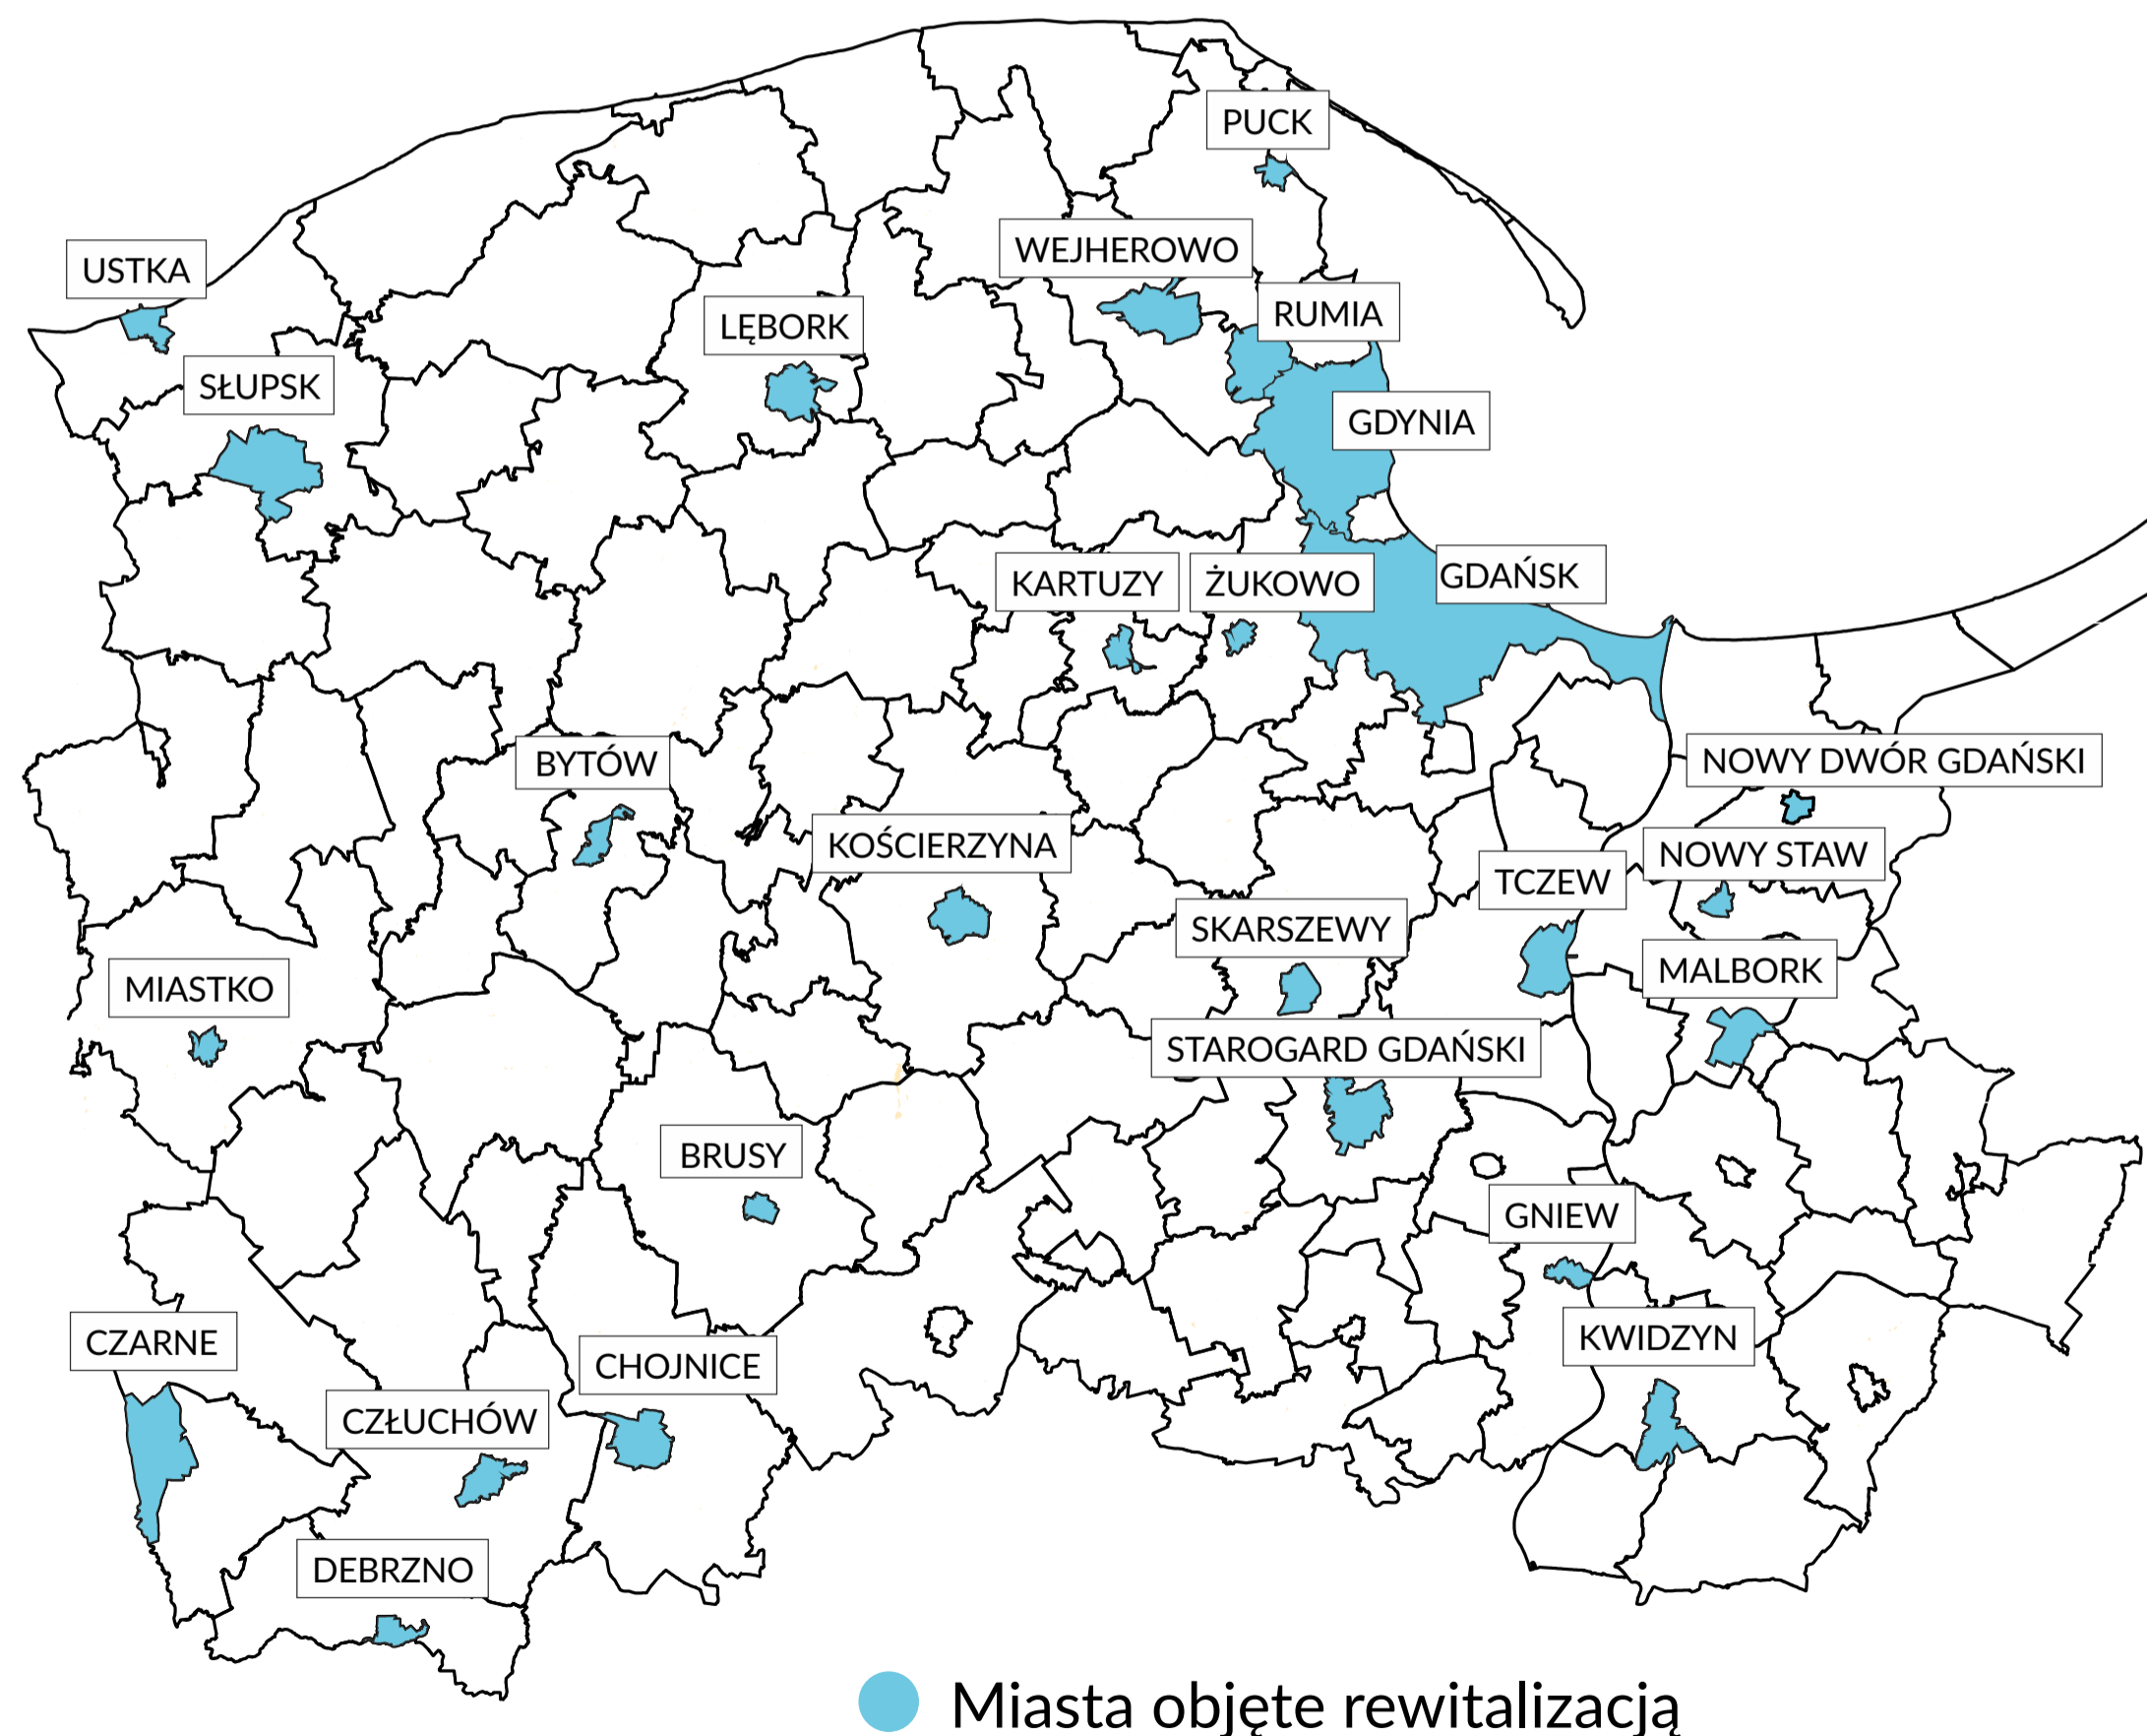 PUCK
WEJHEROWO
USTKA
RUMIA
LĘBORK
SŁUPSK
GDYNIA
GDAŃSK
KARTUZY
ŻUKOWO
NOWY DWÓR GDAŃSKI
BYTÓW
KOŚCIERZYNA
NOWY STAW
TCZEW
SKARSZEWY
MALBORK
MIASTKO
STAROGARD GDAŃSKI
BRUSY
GNIEW
KWIDZYN
CZARNE
CHOJNICE
CZŁUCHÓW
DEBRZNO
Miasta objęte rewitalizacją